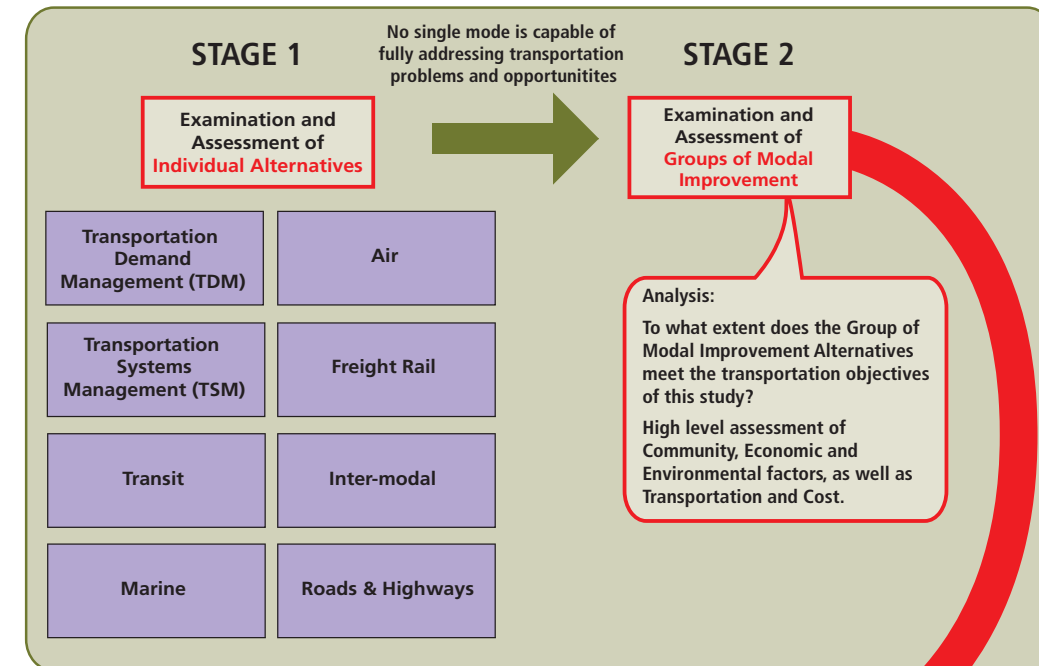 STAGE 1
No single mode is capable of
fully addressing transportation
problems and opportunitites
STAGE 2
Examination and
Assessment of
Individual Alternatives
Examination and
Assessment of
Groups of Modal
Improvement
Transportation
Demand
Management (TDM)
Air
Transportation
Systems
Management (TSM)
Freight Rail
Transit
Inter-modal
Marine
Roads & Highways
Analysis:
To what extent does the Group of
Modal Improvement Alternatives
meet the transportation objectives
of this study?
High level assessment of
Community, Economic and
Environmental factors, as well as
Transportation and Cost.